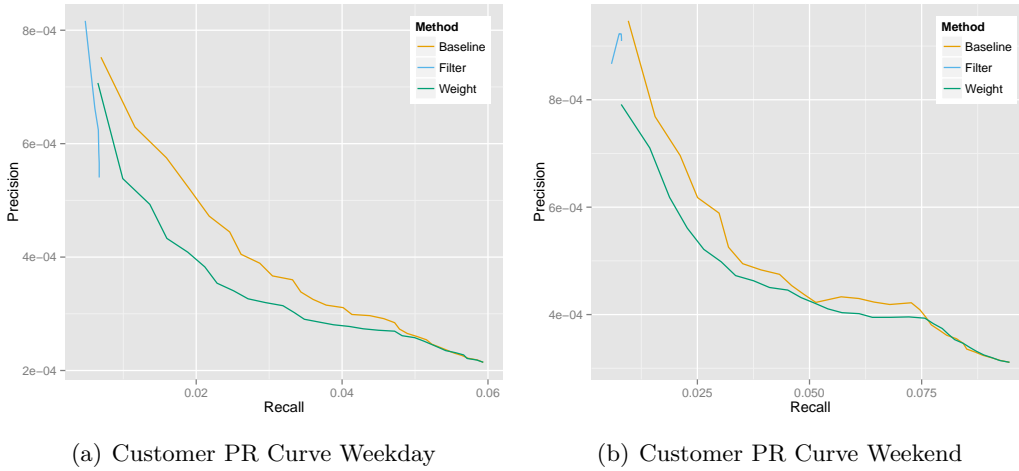 8e−04
6e−04
4e−04
2e−04
Precision
0.02
0.04
0.06
Recall
Method
Baseline
Filter
Weight
(a) Customer PR Curve Weekday
8e−04
6e−04
4e−04
Precision
0.025
0.050
0.075
Recall
Method
Baseline
Filter
Weight
(b) Customer PR Curve Weekend